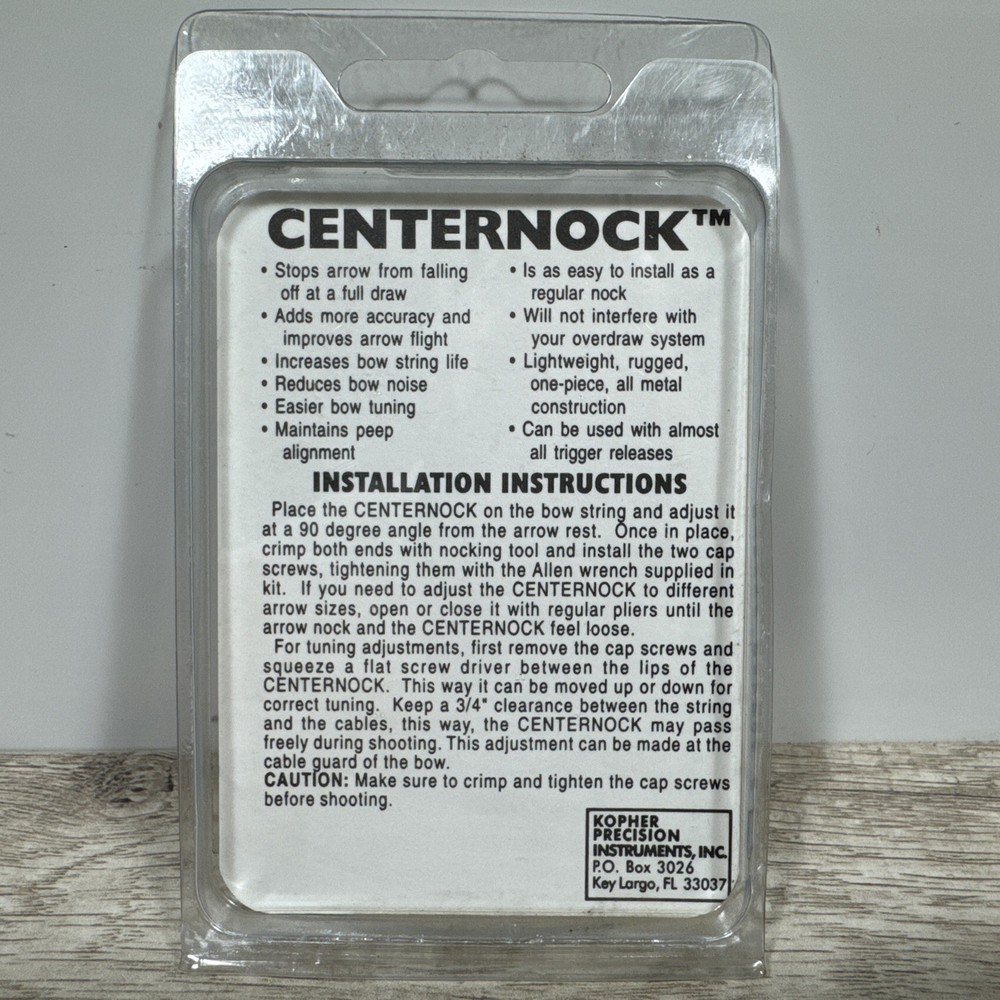 CENTERNOCK™
• Stops arrow from falling
off at a full draw
• Adds more accuracy and
improves arrow flight
• Increases bow string life
• Reduces bow noise
• Easier bow tuning
• Maintains peep
alignment
• Is as easy to install as a
regular nock
• Will not interfere with
your overdraw system
• Lightweight, rugged,
one-piece, all metal
construction
• Can be used with almost
all trigger releases
INSTALLATION INSTRUCTIONS
Place the CENTERNOCK on the bow string and adjust it
at a 90 degree angle from the arrow rest. Once in place,
crimp both ends with nocking tool and install the two cap
screws, tightening them with the Allen wrench supplied in
kit. If you need to adjust the CENTERNOCK to different
arrow sizes, open or close it with regular pliers until the
arrow nock and the CENTERNOCK feel loose.
For tuning adjustments, first remove the cap screws and
squeeze a flat screw driver between the lips of the
CENTERNOCK. This way it can be moved up or down for
correct tuning. Keep a 3/4" clearance between the string
and the cables, this way, the CENTERNOCK may pass
freely during shooting. This adjustment can be made at the
cable guard of the bow.
CAUTION: Make sure to crimp and tighten the cap screws
before shooting.
KOPHER
PRECISION
INSTRUMENTS, INC.
P.O. Box 3026
Key Largo, FL 33037